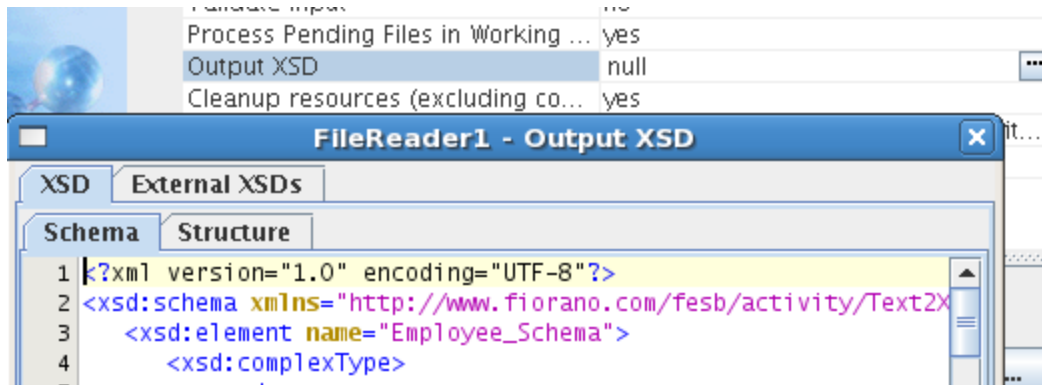 Process Pending Files in Working ... yes
Output XSD null ...
Cleanup resources (excluding co... yes
FileReader1 - Output XSD
it...
XSD External XSDs
Schema Structure
1 <?xml version="1.0" encoding="UTF-8"?>
2 <xsd:schema xmlns="http://www.fiorano.com/fesb/activity/Text2X
3 <xsd:element name="Employee_Schema">
4 <xsd:complexType>
...